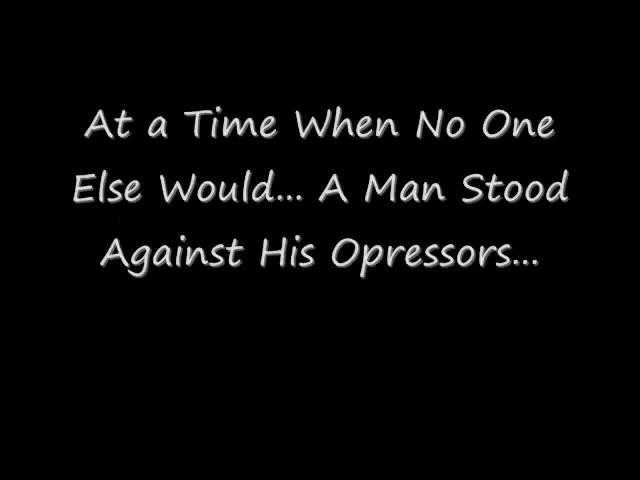 At a Time When No One
Else Would... A Man Stood
Against His Opressors...